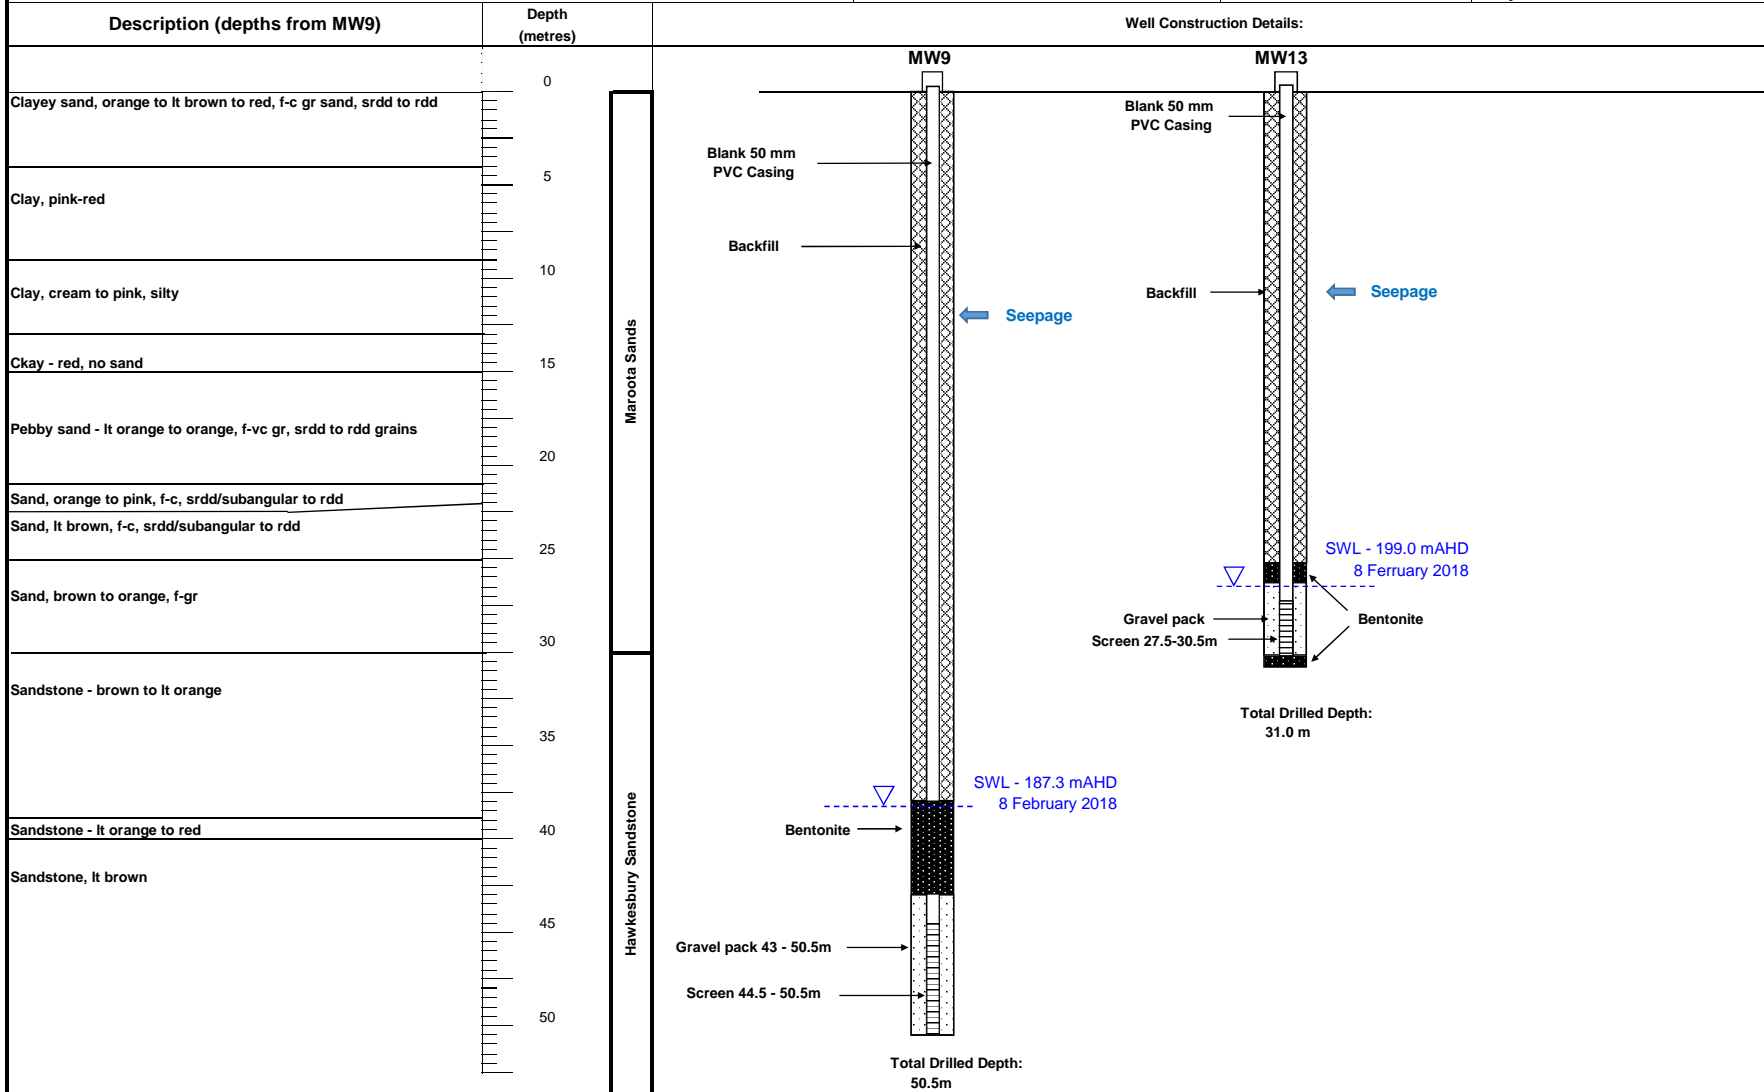 Description (depths from MW9)
Depth
(metres)
Well Construction Details:
MW9
MW13
0
Clayey sand, orange to lt brown to red, f-c gr sand, srdd to rdd
Blank 50 mm
PVC Casing
Blank 50 mm
PVC Casing
5
Clay, pink-red
Backfill
10
Clay, cream to pink, silty
Backfill
Seepage
Seepage
Maroota Sands
15
Ckay - red, no sand
Pebby sand - lt orange to orange, f-vc gr, srdd to rdd grains
20
Sand, orange to pink, f-c, srdd/subangular to rdd
Sand, lt brown, f-c, srdd/subangular to rdd
25
SWL - 199.0 mAHD
8 Ferruary 2018
Sand, brown to orange, f-gr
Gravel pack
Bentonite
30
Screen 27.5-30.5m
Sandstone - brown to lt orange
Total Drilled Depth:
31.0 m
35
SWL - 187.3 mAHD
8 February 2018
Sandstone - lt orange to red
40
Bentonite
Hawkesbury Sandstone
Sandstone, lt brown
45
Gravel pack 43 - 50.5m
Screen 44.5 - 50.5m
50
Total Drilled Depth:
50.5m